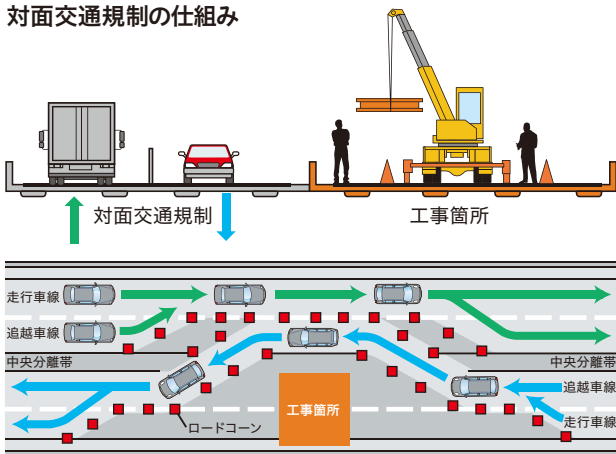 対面交通規制の仕組み
対面交通規制
工事箇所
走行車線
追越車線
中央分離帯
中央分離帯
追越車線
工事箇所
走行車線
ロードコーン